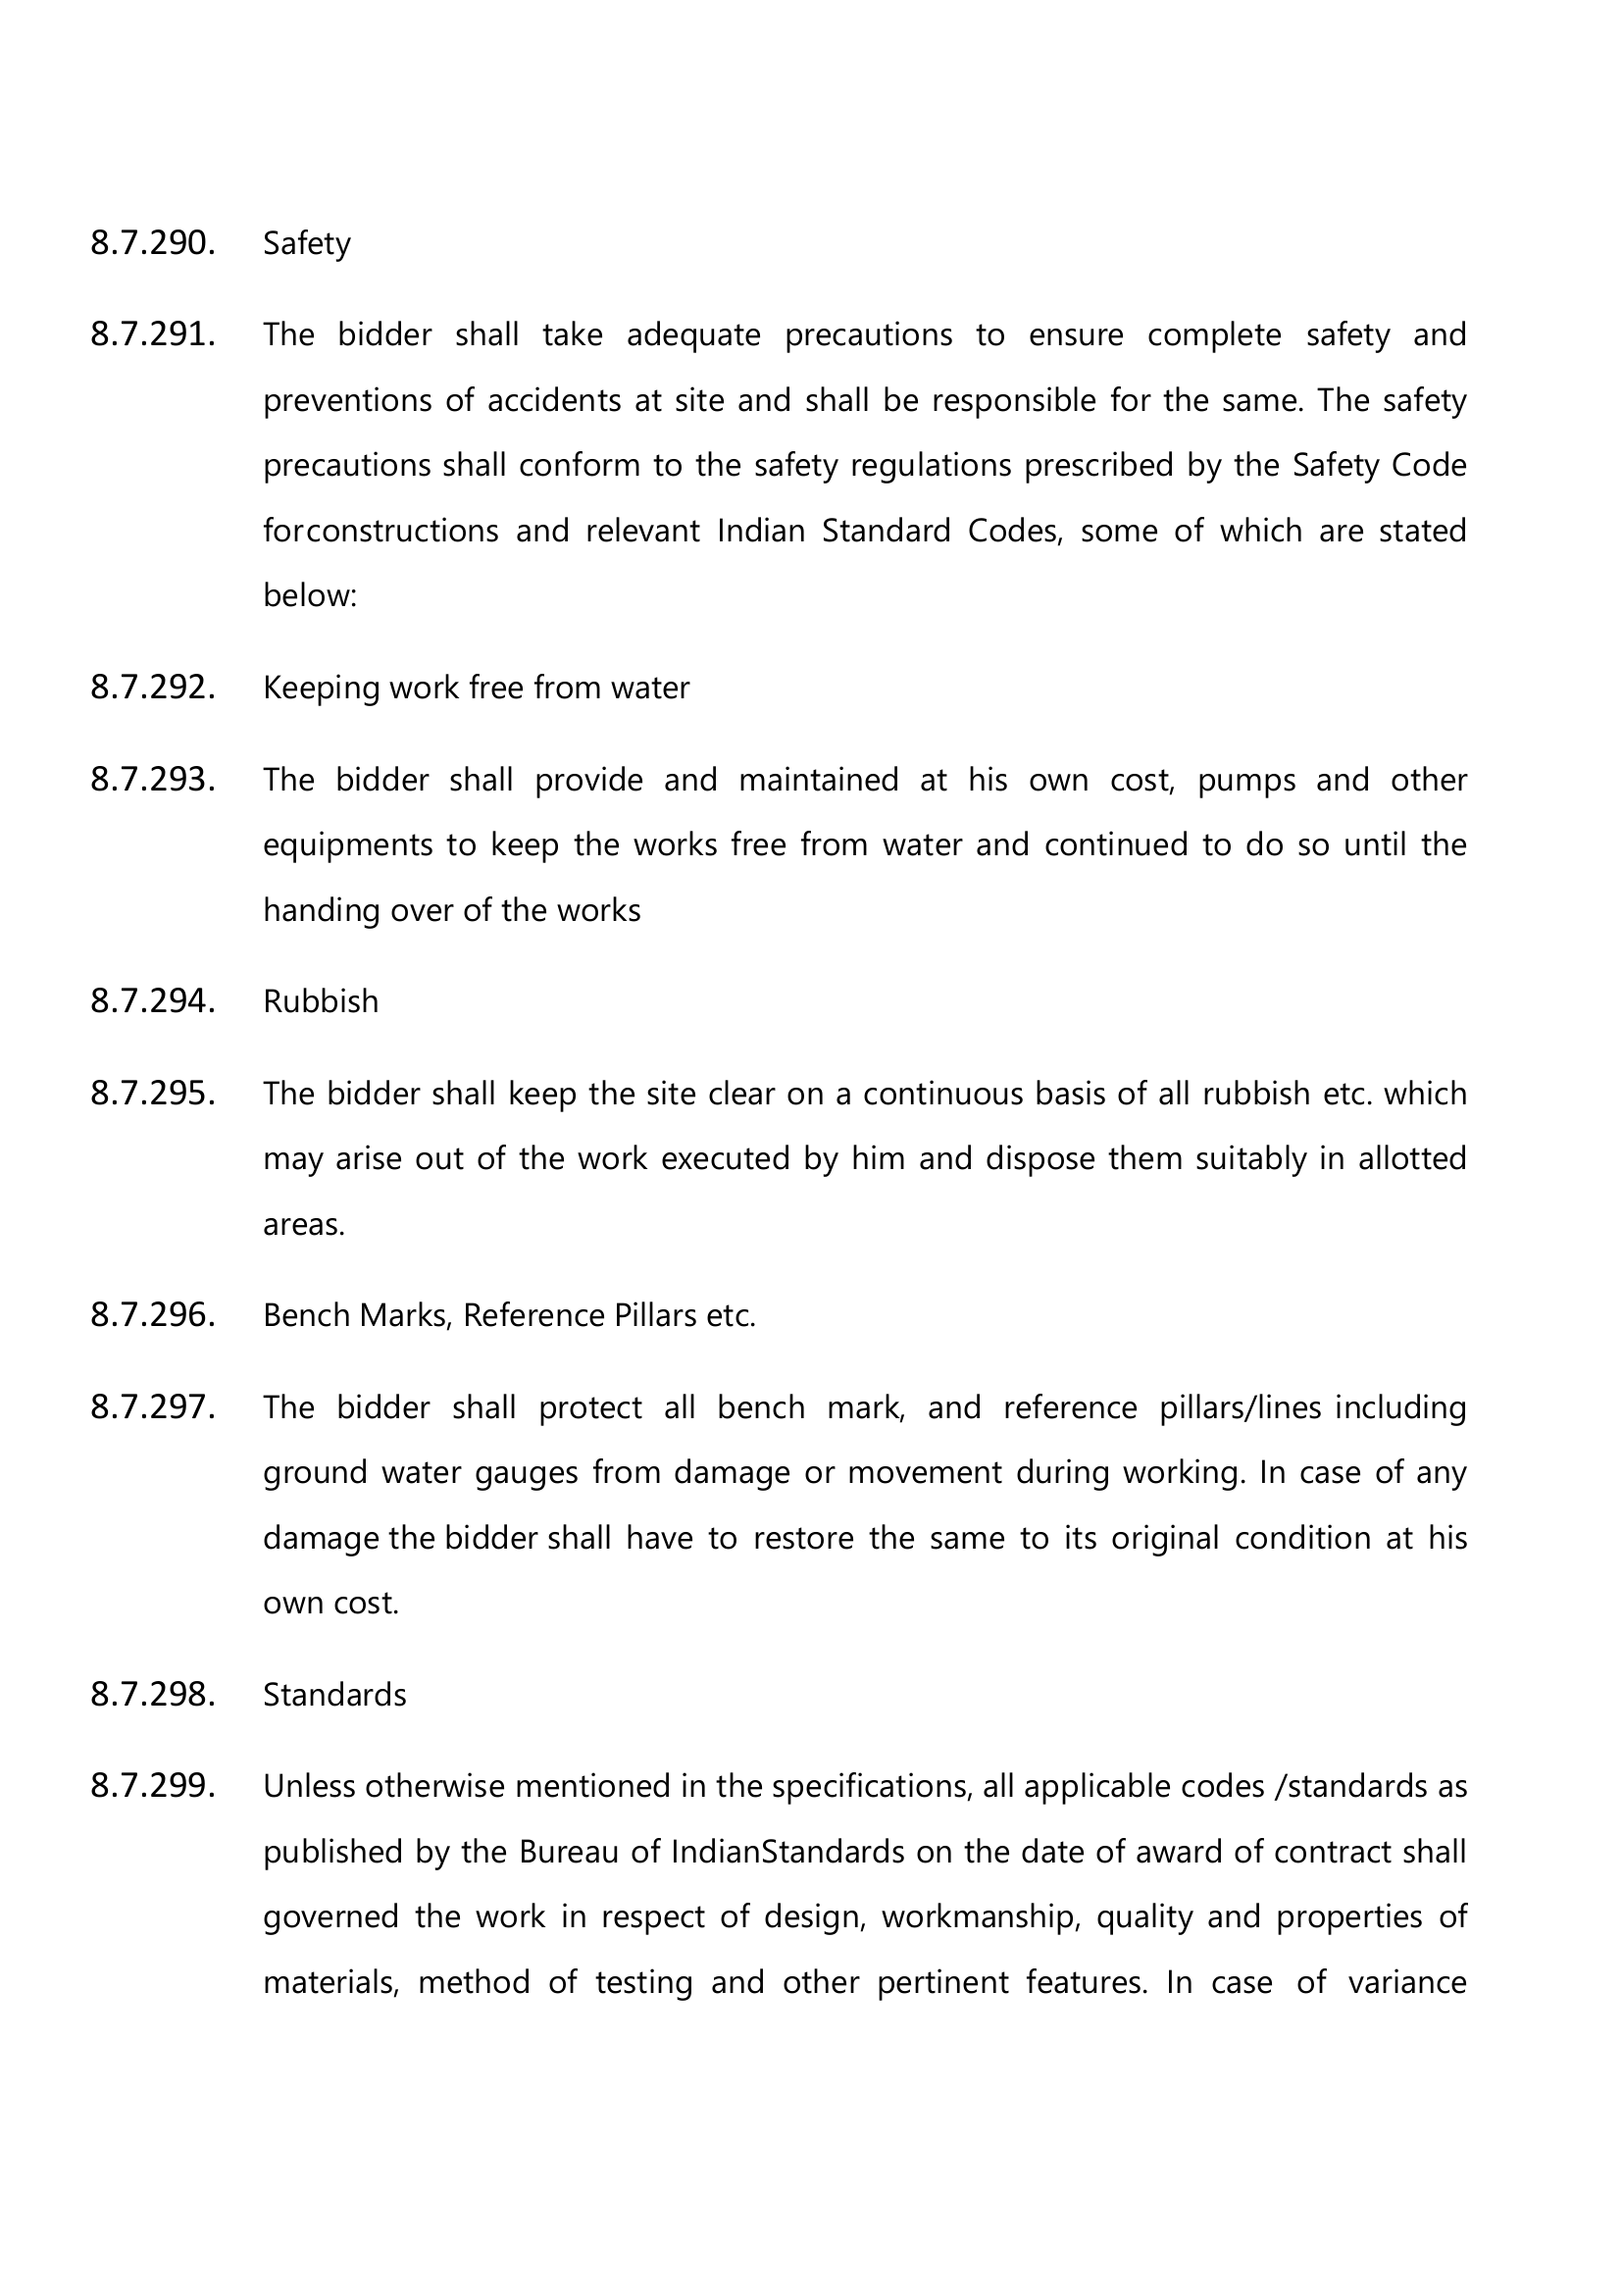 8.7.290. Safety
8.7.291. The bidder shall take adequate precautions to ensure complete safety and
preventions of accidents at site and shall be responsible for the same. The safety
precautions shall conform to the safety regulations prescribed by the Safety Code
forconstructions and relevant Indian Standard Codes, some of which are stated
below:
8.7.292. Keeping work free from water
8.7.293. The bidder shall provide and maintained at his own cost, pumps and other
equipments to keep the works free from water and continued to do so until the
handing over of the works
8.7.294. Rubbish
8.7.295. The bidder shall keep the site clear on a continuous basis of all rubbish etc. which
may arise out of the work executed by him and dispose them suitably in allotted
areas.
8.7.296. Bench Marks, Reference Pillars etc.
8.7.297. The bidder shall protect all bench mark, and reference pillars/lines including
ground water gauges from damage or movement during working. In case of any
damage the bidder shall have to restore the same to its original condition at his
own cost.
8.7.298. Standards
8.7.299. Unless otherwise mentioned in the specifications, all applicable codes /standards as
published by the Bureau of IndianStandards on the date of award of contract shall
governed the work in respect of design, workmanship, quality and properties of
materials, method of testing and other pertinent features. In case of variance